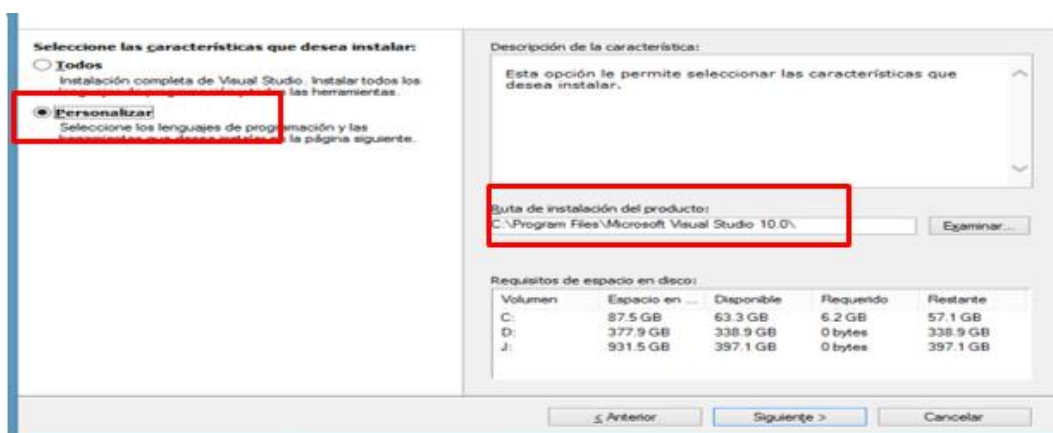 Seleccione las características que desea instalar:
Todos
Instalación completa de Visual Studio. Instalar todos los
las herramientas.
Personalizar
Seleccione los lenguajes de programación y las
la página siguiente.
Descripción de la característica:
Esta opción le permite seleccionar las características que
desea instalar.
Ruta de instalación del producto:
C:\Program Files\Microsoft Visual Studio 10.0\
Examinar...
Requisitos de espacio en disco:
Volumen Espacio en ... Disponible Requerido Restante
C: 87.5 GB 63.3 GB 6.2 GB 57.1 GB
D: 377.9 GB 338.9 GB 0 bytes 338.9 GB
J: 931.5 GB 397.1 GB 0 bytes 397.1 GB
< Anterior Siguiente > Cancelar